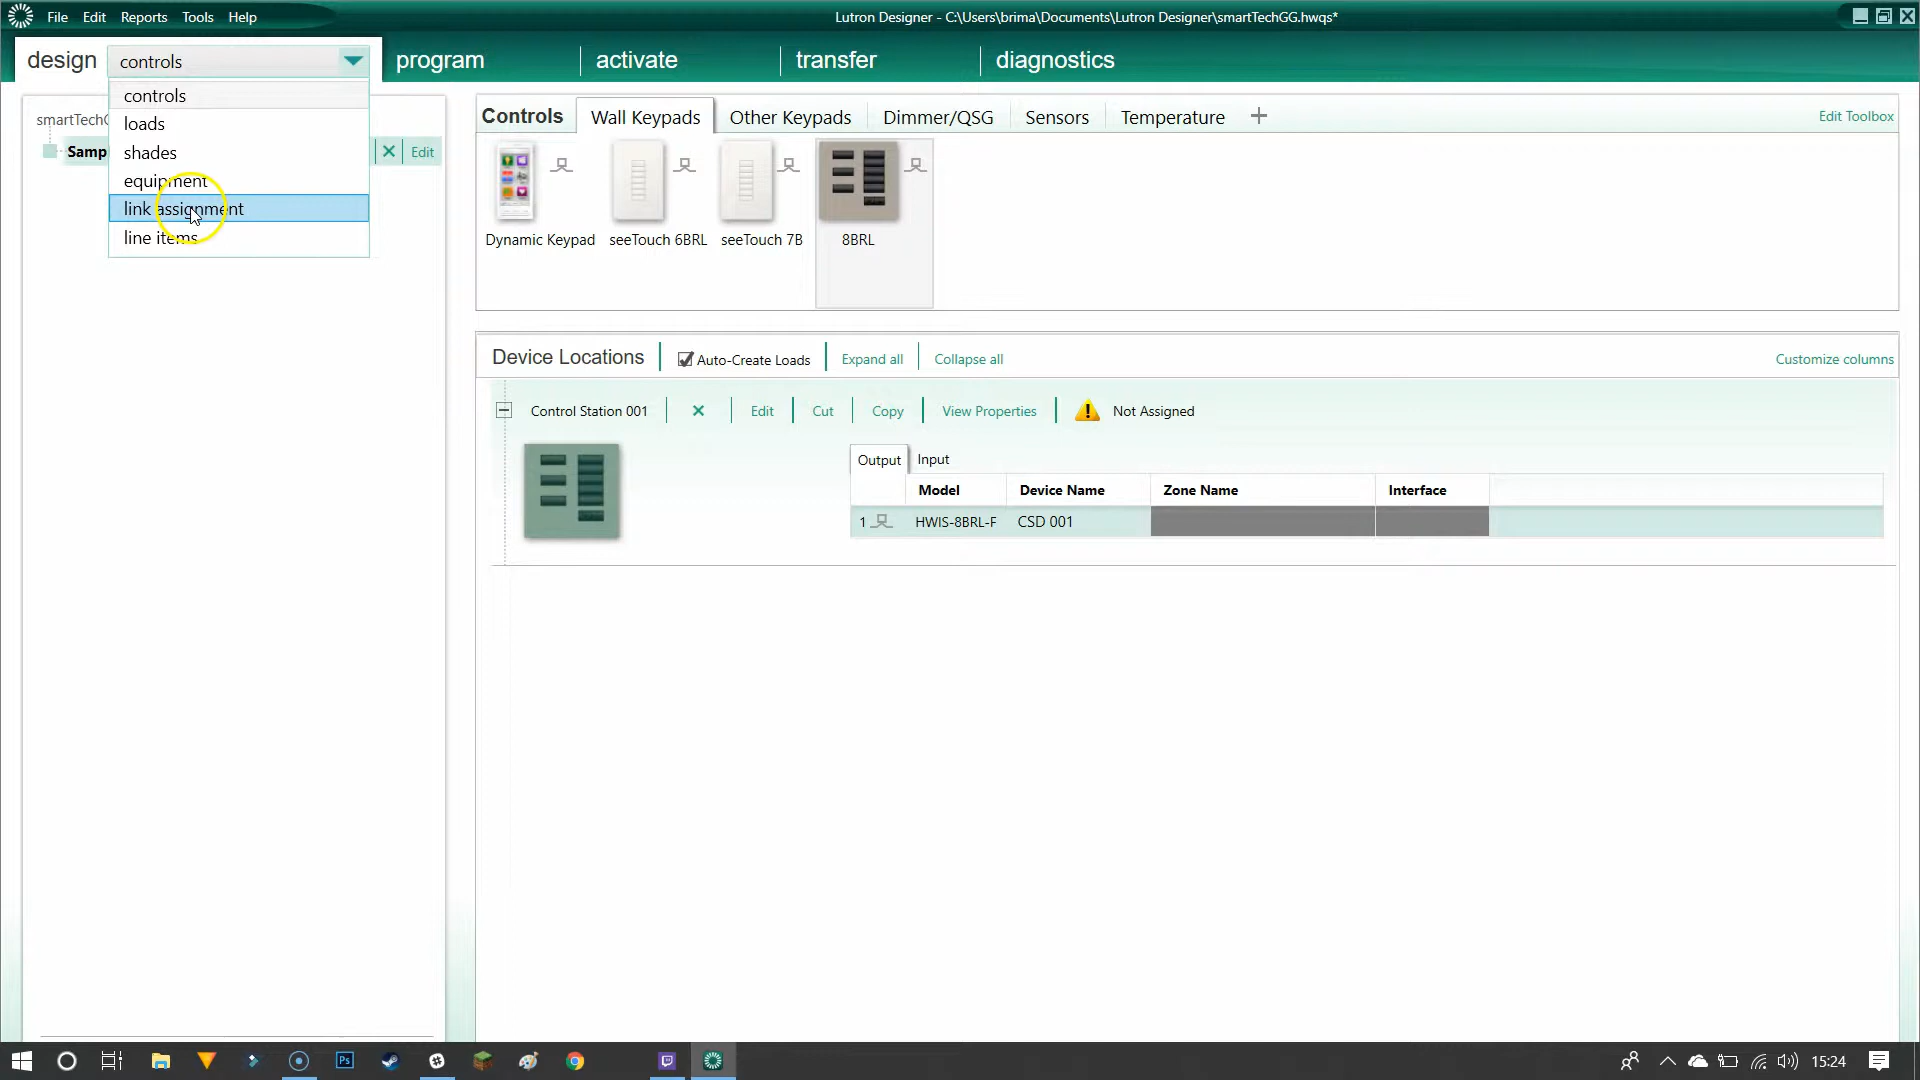 File Edit Reports Tools Help
Lutron Designer - C:\Users\brima\Documents\Lutron Designer\smartTechGG.hwqs*
design controls program activate transfer diagnostics
controls
loads
shades
equipment
link assignment
line items
smartTechG
Sampl
Edit
Controls Wall Keypads Other Keypads Dimmer/QSG Sensors Temperature + Edit Toolbox
Dynamic Keypad seeTouch 6BRL seeTouch 7B 8BRL
Device Locations Auto-Create Loads Expand all Collapse all Customize columns
Control Station 001 Edit Cut Copy View Properties Not Assigned
Output Input
Model Device Name Zone Name Interface
1 HWIS-8BRL-F CSD 001
Ps
15:24